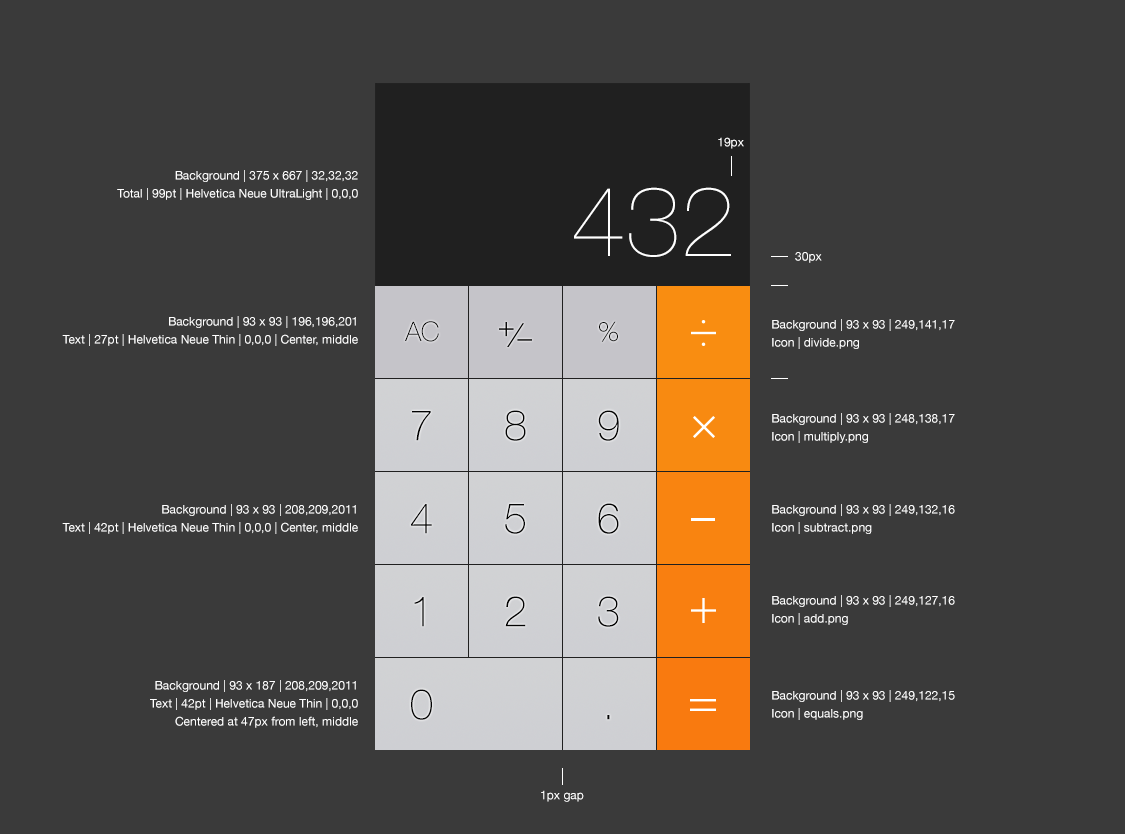 19px
Background | 375 x 667 | 32,32,32
Total | 99pt | Helvetica Neue UltraLight | 0,0,0
432
30px
Background | 93 x 93 | 196,196,201
Text | 27pt | Helvetica Neue Thin | 0,0,0 | Center, middle
AC +/− % ÷
Background | 93 x 93 | 249,141,17
Icon | divide.png
7 8 9 ×
Background | 93 x 93 | 248,138,17
Icon | multiply.png
Background | 93 x 93 | 208,209,2011
Text | 42pt | Helvetica Neue Thin | 0,0,0 | Center, middle
4 5 6 −
Background | 93 x 93 | 249,132,16
Icon | subtract.png
1 2 3 +
Background | 93 x 93 | 249,127,16
Icon | add.png
Background | 93 x 187 | 208,209,2011
Text | 42pt | Helvetica Neue Thin | 0,0,0
Centered at 47px from left, middle
0 . =
Background | 93 x 93 | 249,122,15
Icon | equals.png
1px gap